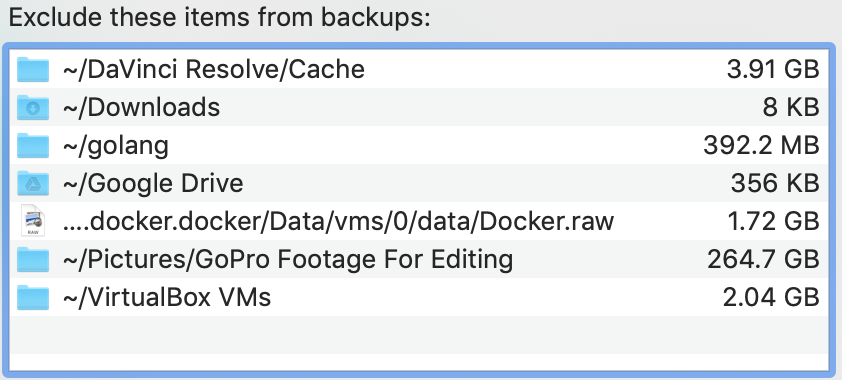 Exclude these items from backups:
~/DaVinci Resolve/Cache 3.91 GB
~/Downloads 8 KB
~/golang 392.2 MB
~/Google Drive 356 KB
....docker.docker/Data/vms/0/data/Docker.raw 1.72 GB
~/Pictures/GoPro Footage For Editing 264.7 GB
~/VirtualBox VMs 2.04 GB